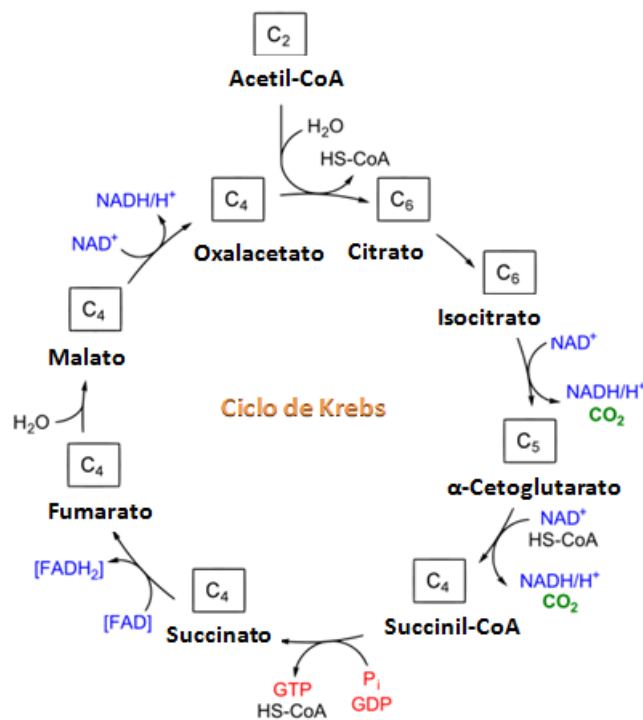 C₂
Acetil-CoA
H₂O
HS-CoA
C₄
Oxalacetato
C₆
Citrato
C₆
Isocitrato
NAD⁺
NADH/H⁺
CO₂
C₅
α-Cetoglutarato
NAD⁺
HS-CoA
NADH/H⁺
CO₂
C₄
Succinil-CoA
Pᵢ
GDP
GTP
HS-CoA
C₄
Succinato
[FAD]
[FADH₂]
C₄
Fumarato
H₂O
C₄
Malato
NAD⁺
NADH/H⁺
Ciclo de Krebs